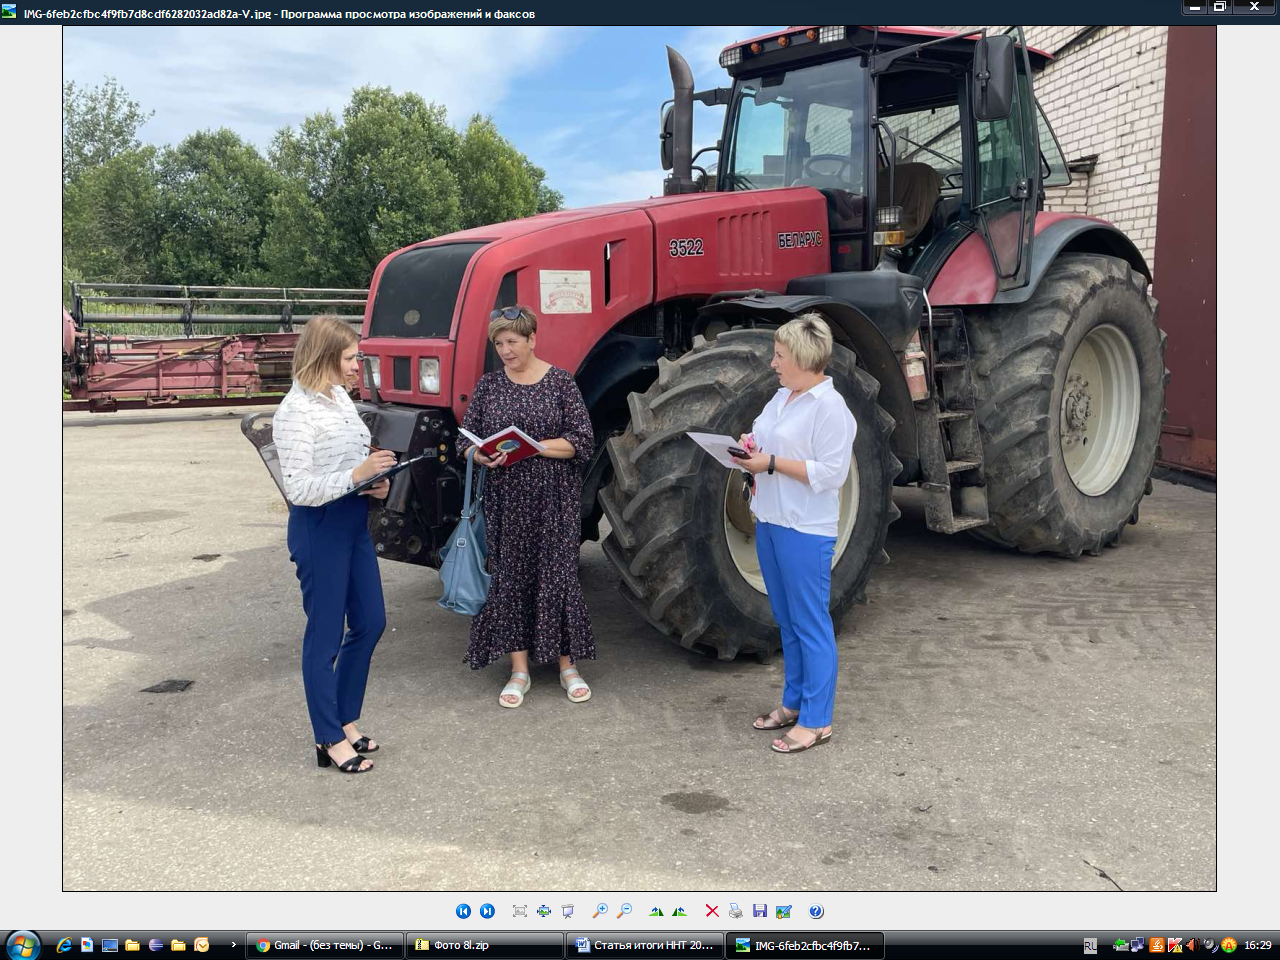 IMG-6feb2cfbc4f9fb7d8cdf6282032ad82a-V.jpg - Программа просмотра изображений и факсов
3522
БЕЛАРУС
Gmail - (без темы) - G...
Фото 8l.zip
Статья итоги ННТ 20...
IMG-6feb2cfbc4f9fb7...
RU
16:29